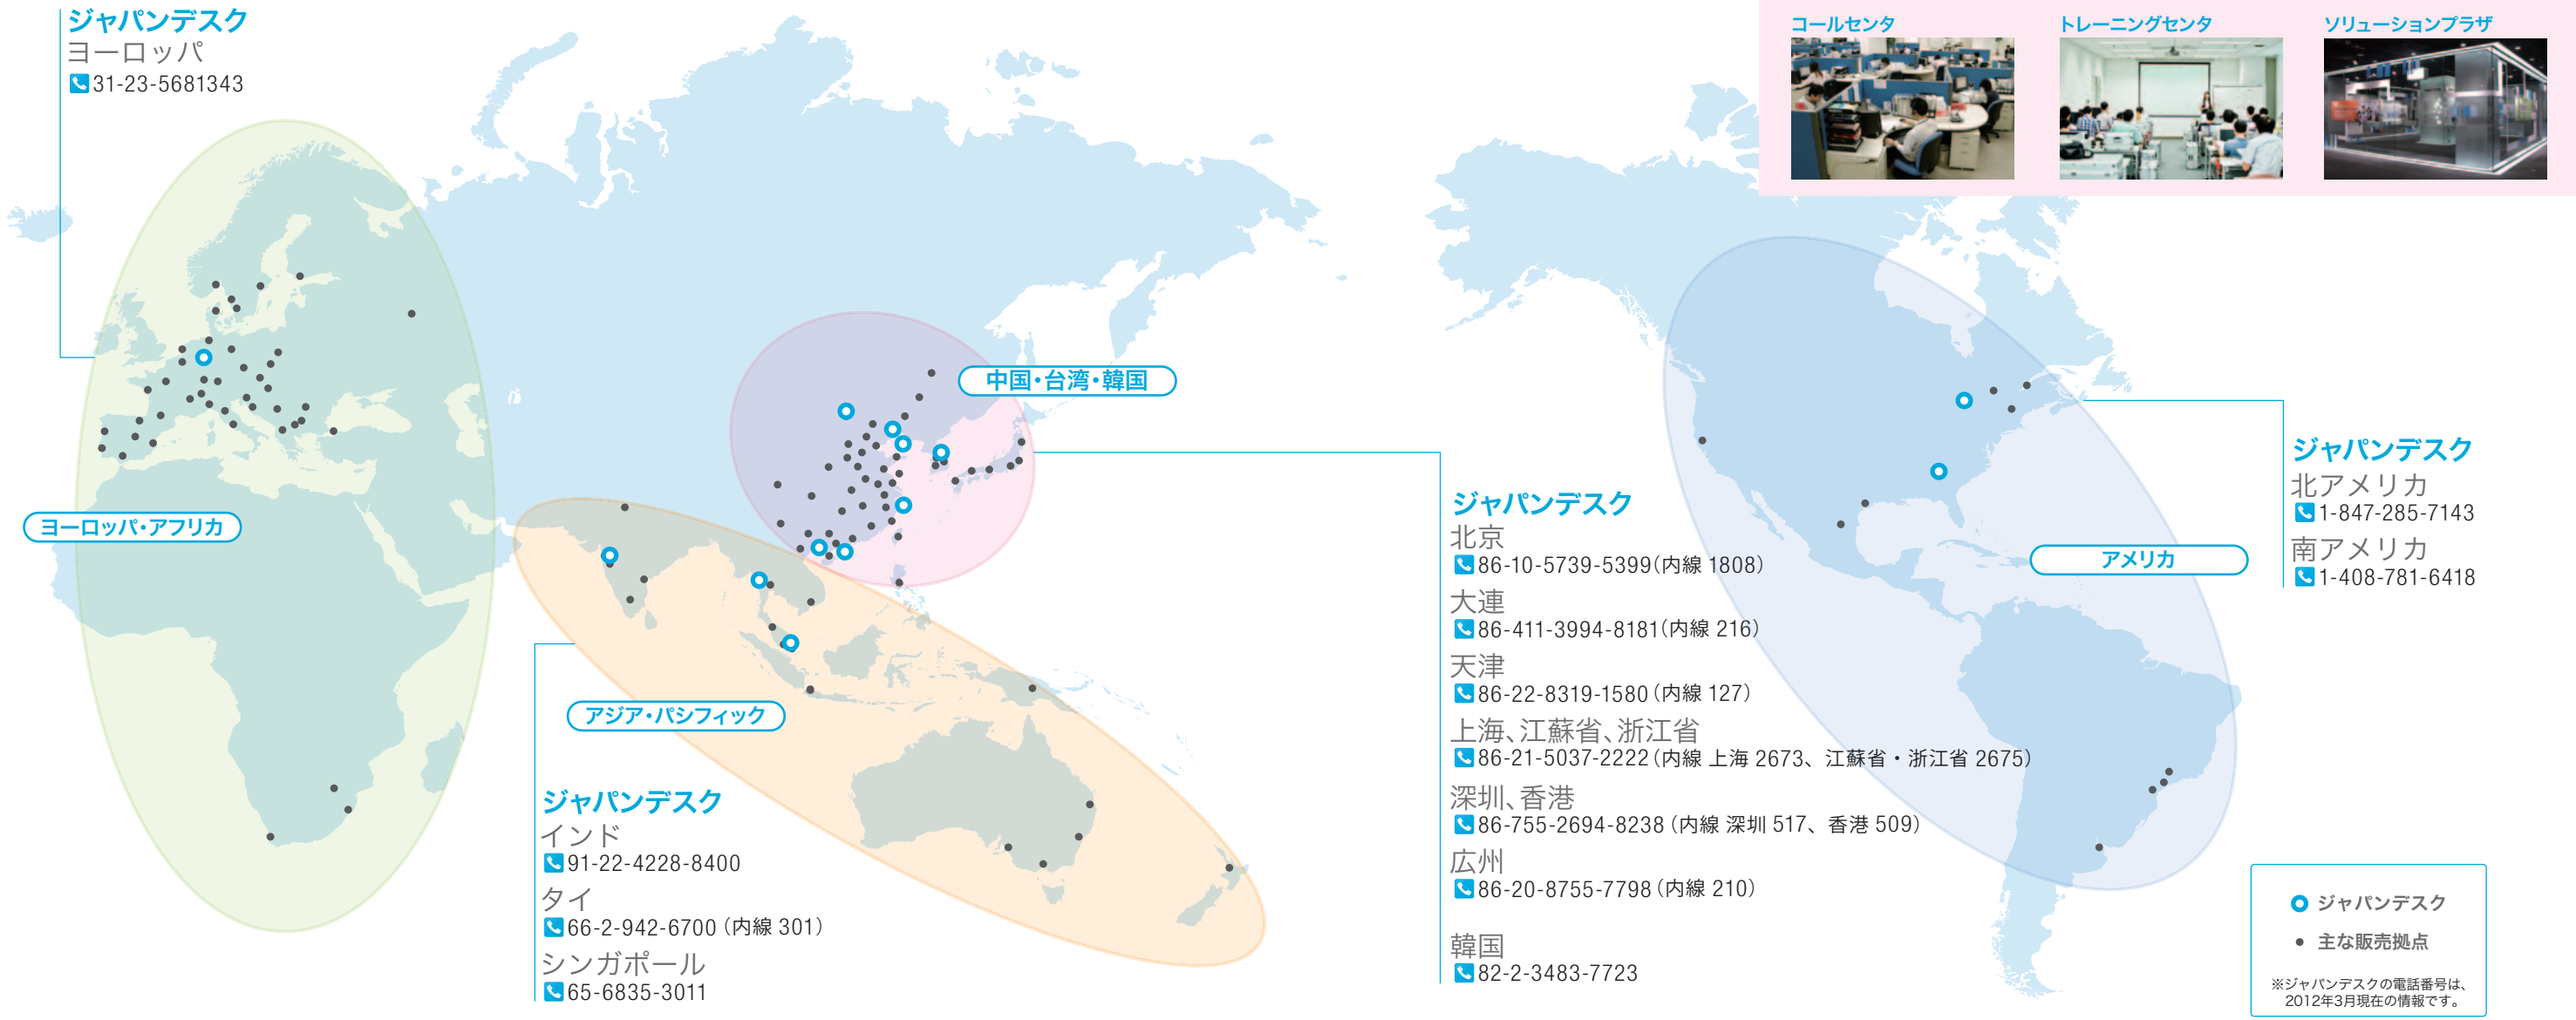 ジャパンデスク
ヨーロッパ
31-23-5681343
コールセンタ
トレーニングセンタ
ソリューションプラザ
中国・台湾・韓国
ヨーロッパ・アフリカ
アジア・パシフィック
アメリカ
ジャパンデスク
インド
91-22-4228-8400
タイ
66-2-942-6700（内線 301）
シンガポール
65-6835-3011
ジャパンデスク
北京
86-10-5739-5399（内線 1808）
大連
86-411-3994-8181（内線 216）
天津
86-22-8319-1580（内線 127）
上海、江蘇省、浙江省
86-21-5037-2222（内線 上海 2673、江蘇省・浙江省 2675）
深圳、香港
86-755-2694-8238（内線 深圳 517、香港 509）
広州
86-20-8755-7798（内線 210）
韓国
82-2-3483-7723
ジャパンデスク
北アメリカ
1-847-285-7143
南アメリカ
1-408-781-6418
ジャパンデスク
主な販売拠点
※ジャパンデスクの電話番号は、
2012年3月現在の情報です。